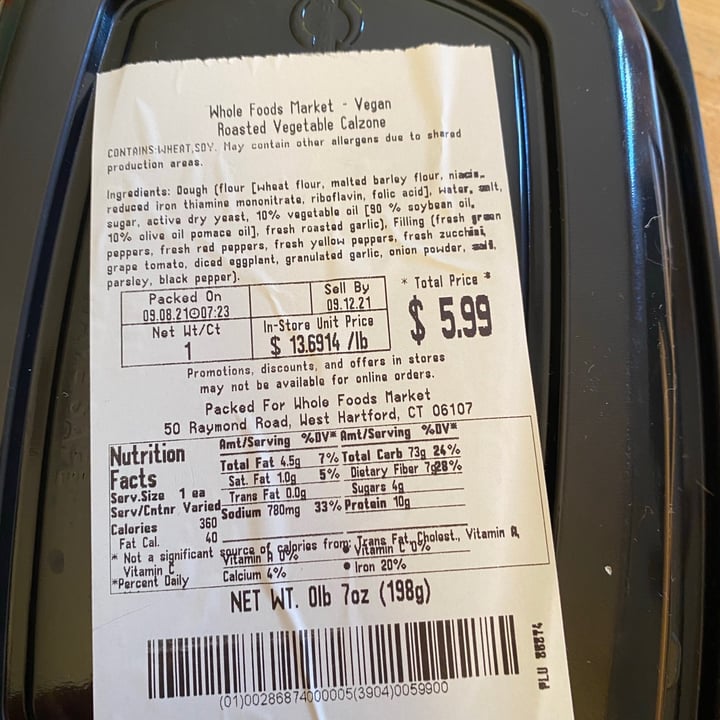 Whole Foods Market - Vegan
Roasted Vegetable Calzone
CONTAINS:WHEAT,SOY. May contain other allergens due to shared
production areas.
Ingredients: Dough (flour [wheat flour, malted barley flour, niacin,
reduced iron thiamine mononitrate, riboflavin, folic acid], water, salt,
sugar, active dry yeast, 10% vegetable oil [90 % soybean oil,
10% olive oil pomace oil], fresh roasted garlic), Filling (fresh green
peppers, fresh red peppers, fresh yellow peppers, fresh zucchini,
grape tomato, diced eggplant, granulated garlic, onion powder, salt,
parsley, black pepper).
Packed On Sell By * Total Price *
09.08.21@07:23 09.12.21 $ 5.99
Net Wt/Ct In-Store Unit Price
1 $ 13.6914 /lb
Promotions, discounts, and offers in stores
may not be available for online orders.
Packed For Whole Foods Market
50 Raymond Road, West Hartford, CT 06107
Nutrition Facts
Serv.Size 1 ea
Serv/Cntnr Varied
Calories 360
Fat Cal. 40
Amt/Serving %DV* Amt/Serving %DV*
Total Fat 4.5g 7% Total Carb 73g 24%
Sat. Fat 1.0g 5% Dietary Fiber 7g 28%
Trans Fat 0.0g Sugars 4g
Sodium 780mg 33% Protein 10g
* Not a significant source of calories from: Trans Fat, Cholest., Vitamin A,
Vitamin C
Vitamin A 0% • Vitamin C 0%
*Percent Daily Calcium 4% • Iron 20%
NET WT. 0lb 7oz (198g)
(01)00286874000005(3904)0059900
PLU 86874